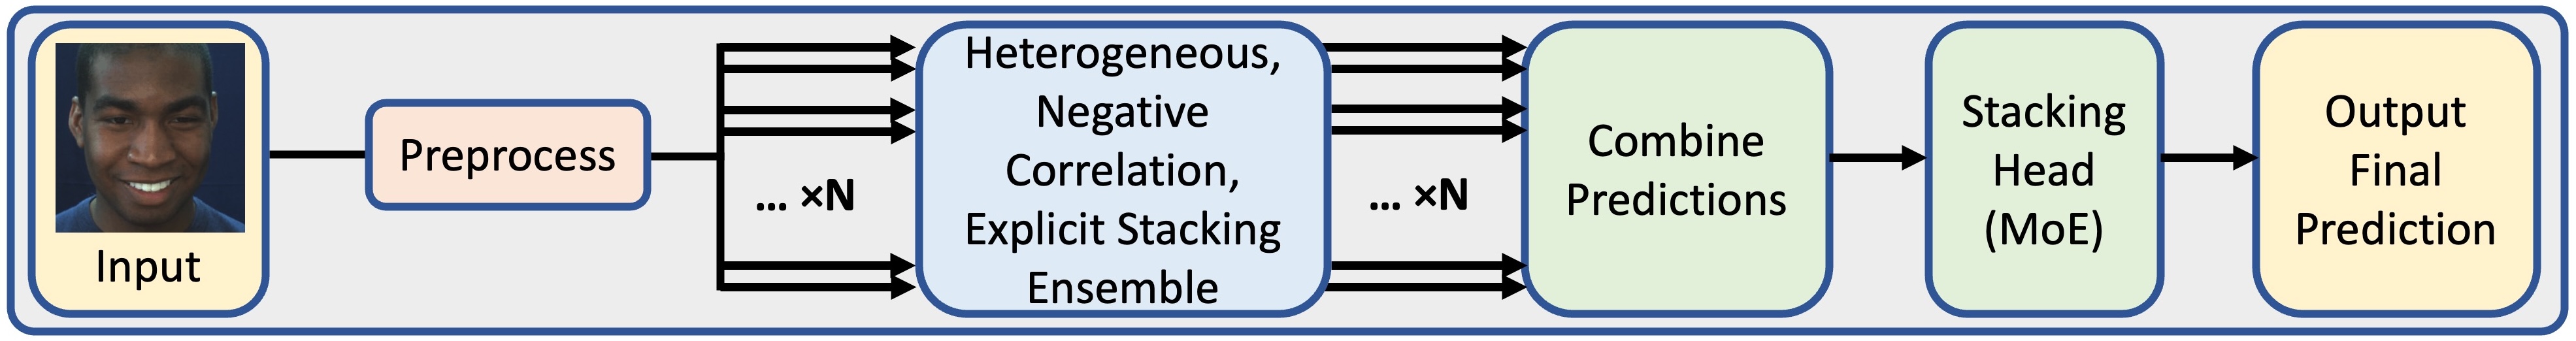 Input
Preprocess
... ×N
Heterogeneous,
Negative
Correlation,
Explicit Stacking
Ensemble
... ×N
Combine
Predictions
Stacking
Head
(MoE)
Output
Final
Prediction